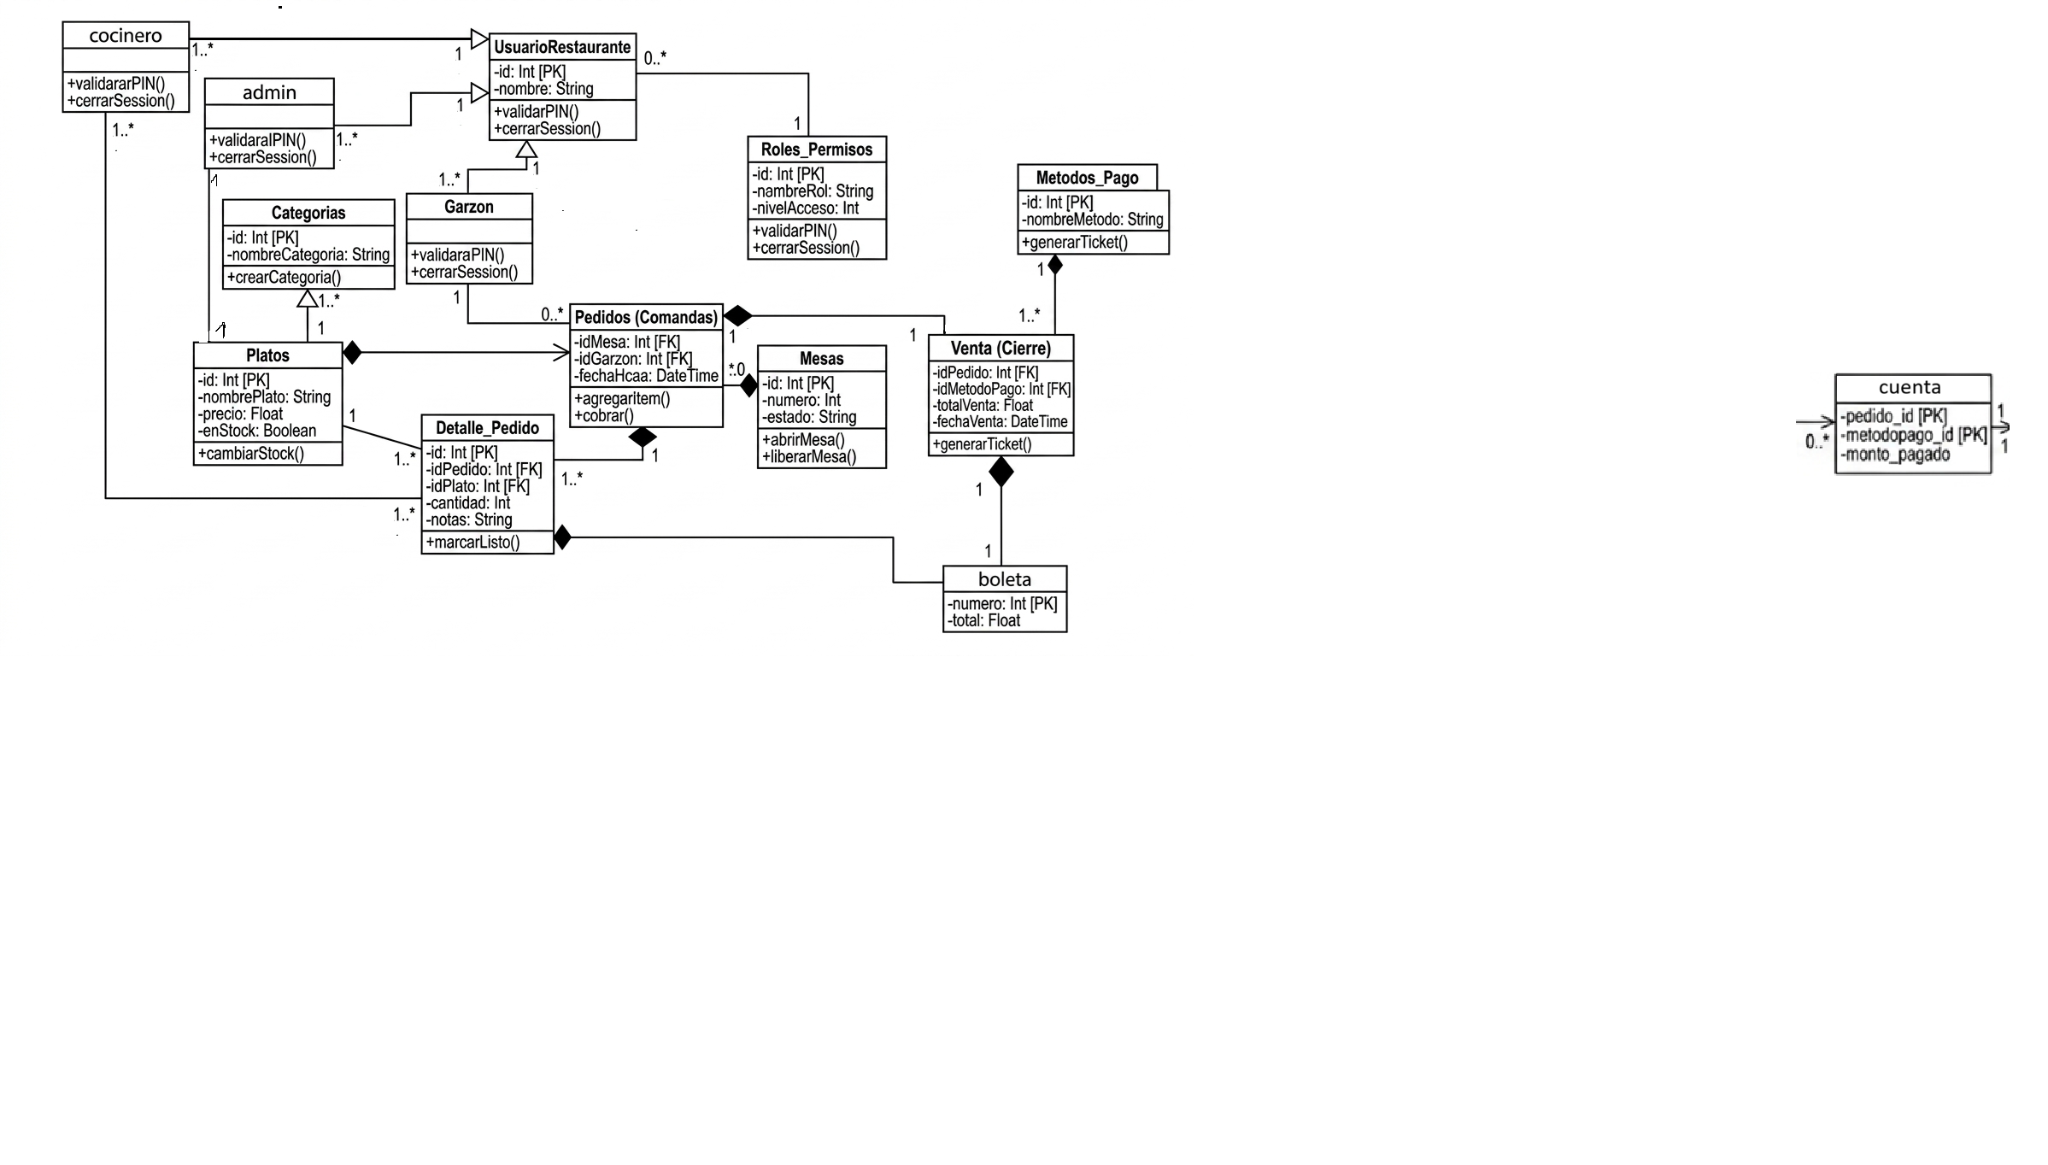 cocinero
+validararPIN()
+cerrarSession()
1..*
1
1..*
admin
+validaralPIN()
+cerrarSession()
1..*
1
1
1
UsuarioRestaurante
-id: Int [PK]
-nombre: String
+validarPIN()
+cerrarSession()
0..*
1
1
1..*
Roles_Permisos
-id: Int [PK]
-nambreRol: String
-nivelAcceso: Int
+validarPIN()
+cerrarSession()
Metodos_Pago
-id: Int [PK]
-nombreMetodo: String
+generarTicket()
1
1..*
Categorias
-id: Int [PK]
-nombreCategoria: String
+crearCategoria()
1..*
1
Garzon
+validaraPIN()
+cerrarSession()
1
0..*
Pedidos (Comandas)
-idMesa: Int [FK]
-idGarzon: Int [FK]
-fechaHcaa: DateTime
+agregarItem()
+cobrar()
1
1
*.0
1
1..*
Mesas
-id: Int [PK]
-numero: Int
-estado: String
+abrirMesa()
+liberarMesa()
Venta (Cierre)
-idPedido: Int [FK]
-idMetodoPago: Int [FK]
-totalVenta: Float
-fechaVenta: DateTime
+generarTicket()
1
1
Platos
-id: Int [PK]
-nombrePlato: String
-precio: Float
-enStock: Boolean
+cambiarStock()
1
1..*
1..*
Detalle_Pedido
-id: Int [PK]
-idPedido: Int [FK]
-idPlato: Int [FK]
-cantidad: Int
-notas: String
+marcarListo()
boleta
-numero: Int [PK]
-total: Float
cuenta
-pedido_id [PK]
-metodopago_id [PK]
-monto_pagado
0..*
1
1